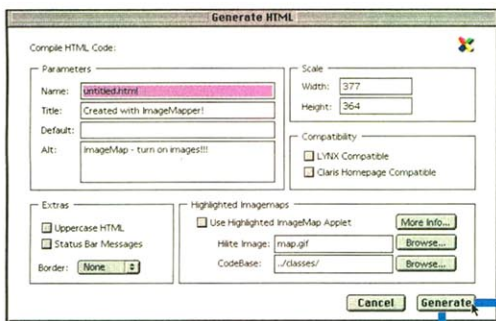 Generate HTML
Compile HTML Code:
Parameters
Name: untitled.html
Title: Created with ImageMapper!
Default:
Alt: ImageMap - turn on images!!!
Scale
Width: 377
Height: 364
Compatibility
LYNX Compatible
Claris Homepage Compatible
Extras
Uppercase HTML
Status Bar Messages
Border: None
Highlighted Imagemaps
Use Highlighted ImageMap Applet
More Info...
Hilite Image: map.gif
Browse...
CodeBase: ../classes/
Browse...
Cancel
Generate